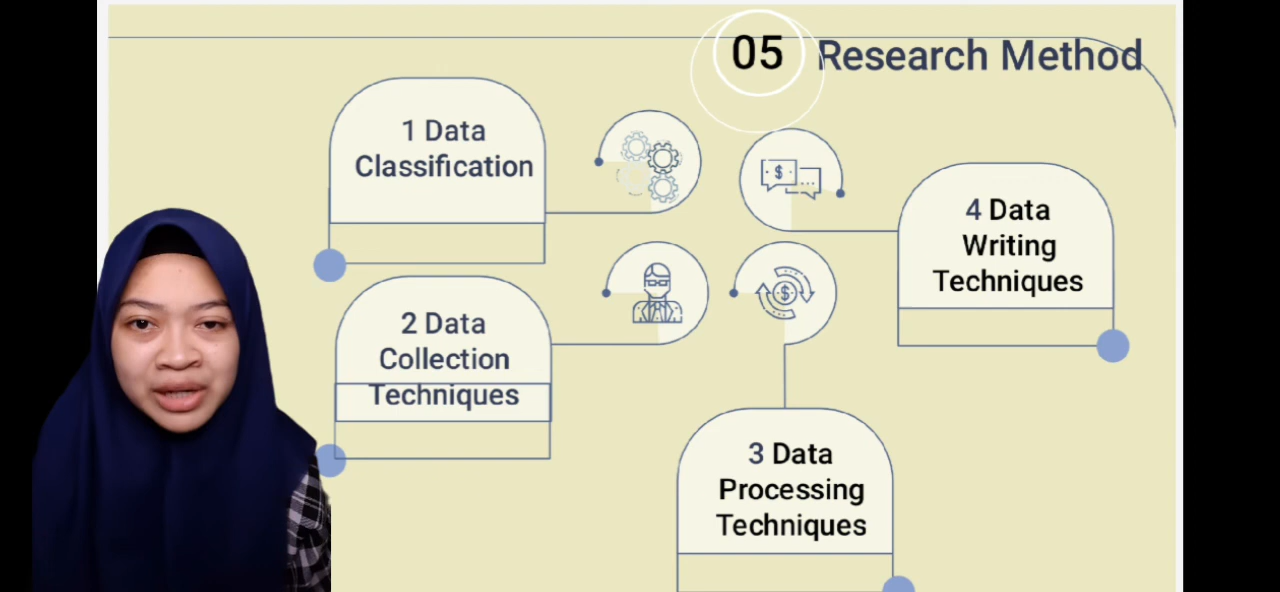 05 Research Method
1 Data
Classification
2 Data
Collection
Techniques
3 Data
Processing
Techniques
4 Data
Writing
Techniques
$
$